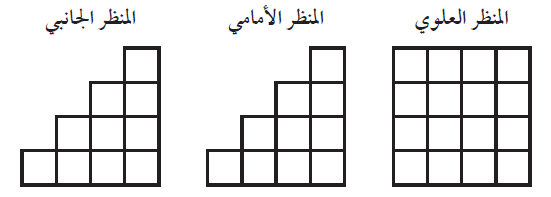 المنظر العلوي
المنظر الأمامي
المنظر الجانبي